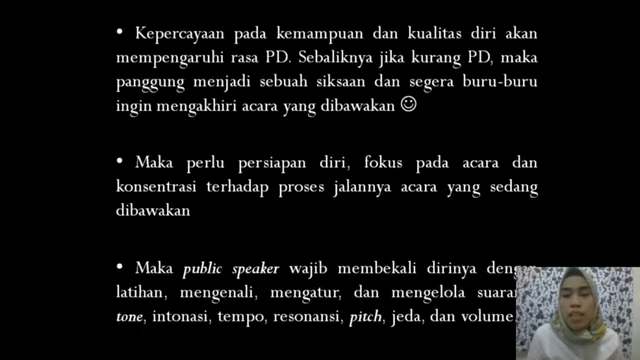 • Kepercayaan pada kemampuan dan kualitas diri akan
mempengaruhi rasa PD. Sebaliknya jika kurang PD, maka
panggung menjadi sebuah siksaan dan segera buru-buru
ingin mengakhiri acara yang dibawakan ☺
• Maka perlu persiapan diri, fokus pada acara dan
konsentrasi terhadap proses jalannya acara yang sedang
dibawakan
• Maka public speaker wajib membekali dirinya
latihan, mengenali, mengatur, dan mengelola
tone, intonasi, tempo, resonansi, pitch, jeda, dan volume